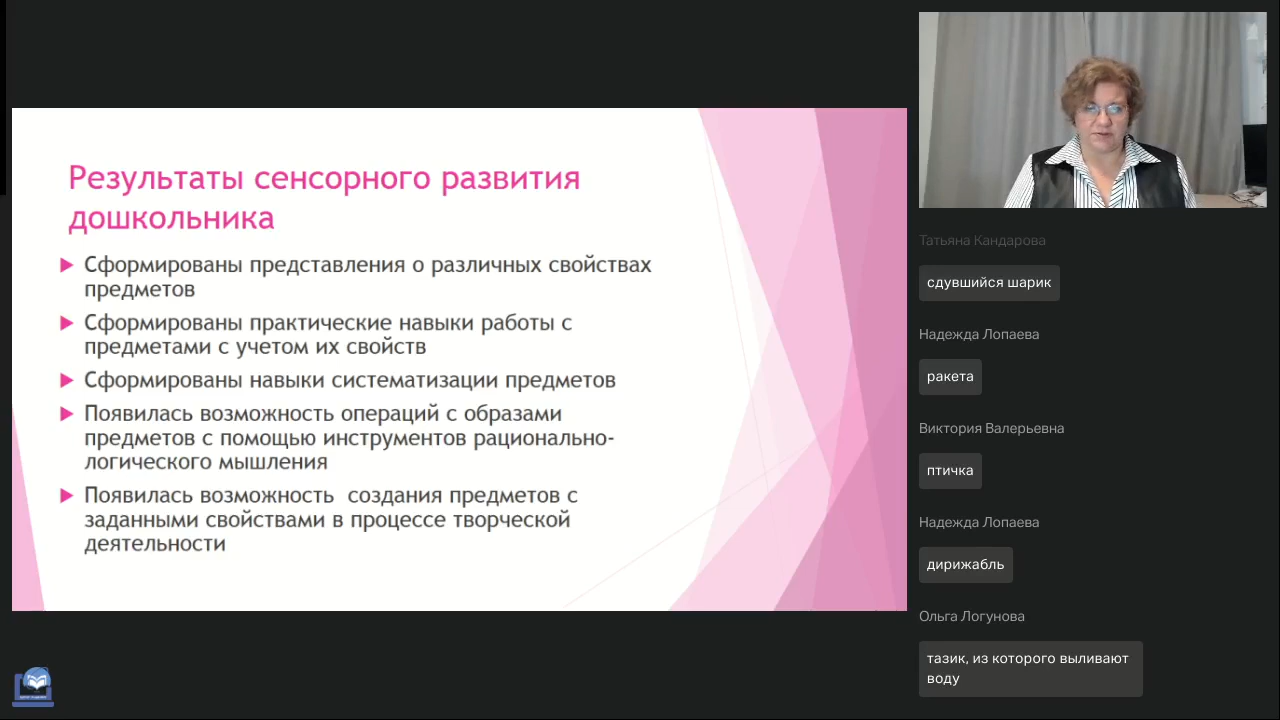 Результаты сенсорного развития
дошкольника
Сформированы представления о различных свойствах
предметов
Сформированы практические навыки работы с
предметами с учетом их свойств
Сформированы навыки систематизации предметов
Появилась возможность операций с образами
предметов с помощью инструментов рационально-
логического мышления
Появилась возможность создания предметов с
заданными свойствами в процессе творческой
деятельности
Татьяна Кандарова
сдувшийся шарик
Надежда Лопаева
ракета
Виктория Валерьевна
птичка
Надежда Лопаева
дирижабль
Ольга Логунова
тазик, из которого выливают
воду